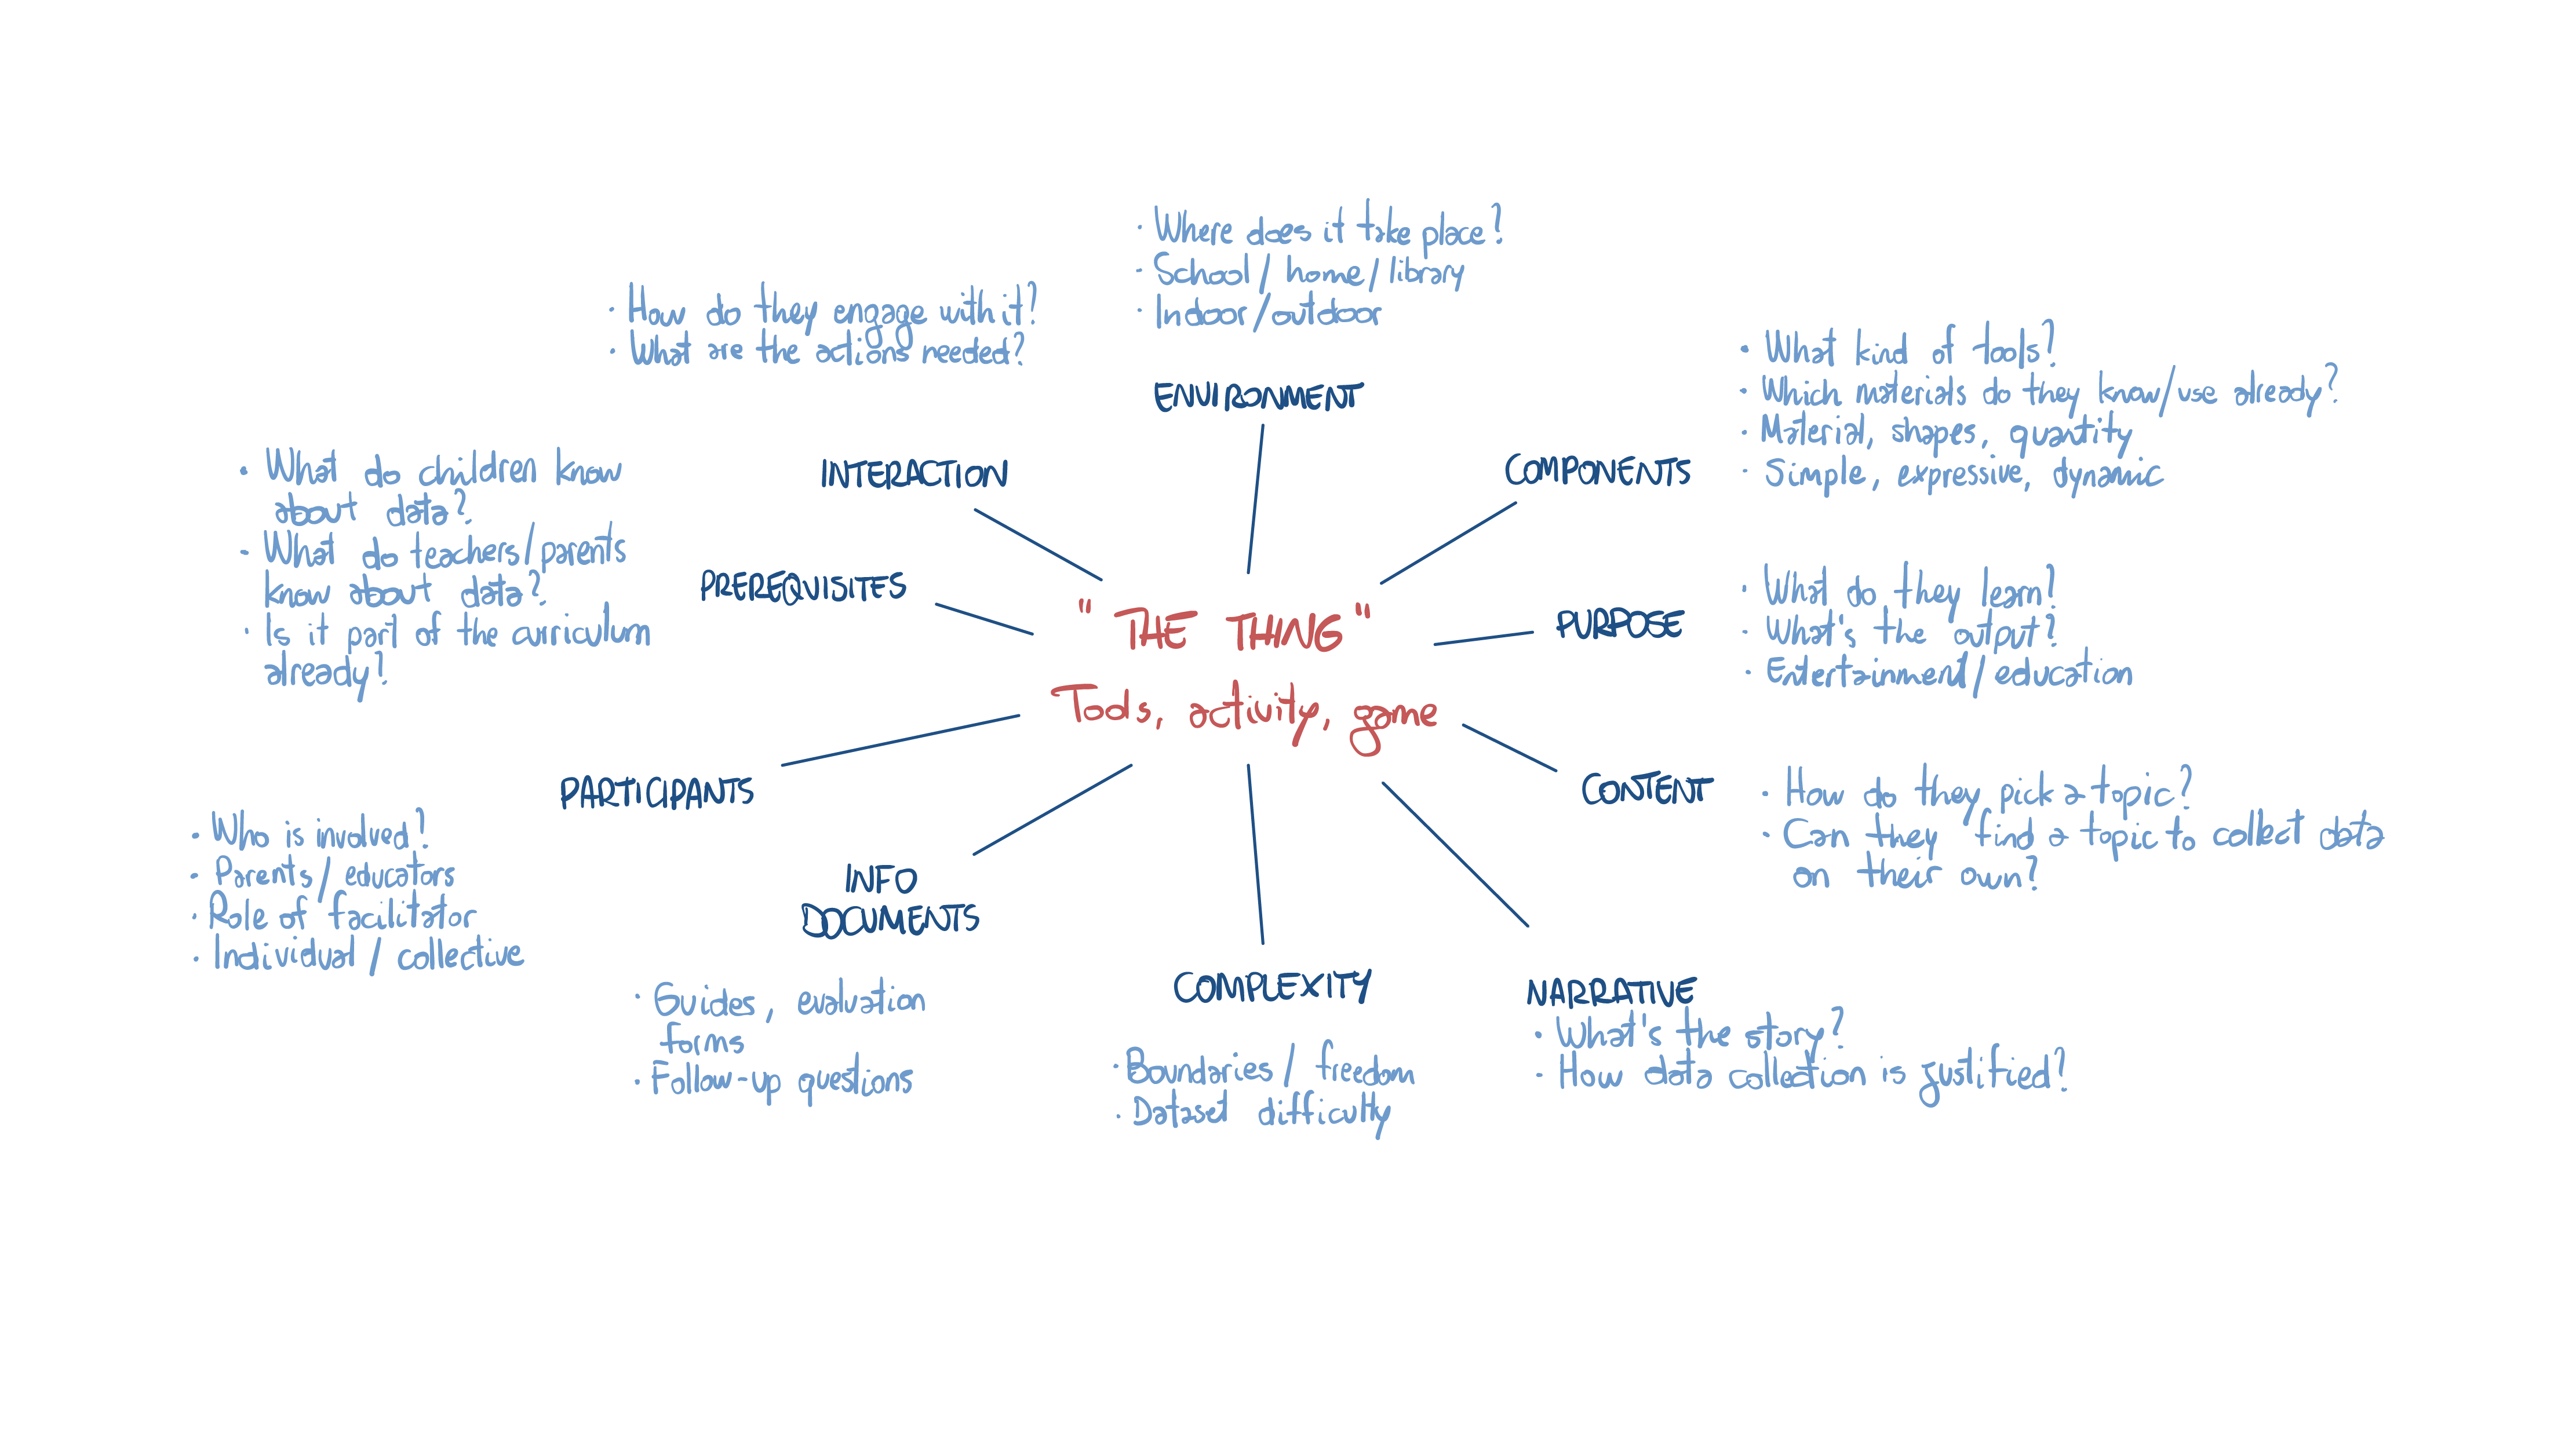 "THE THING"
Tools, activity, game
ENVIRONMENT
· Where does it take place?
· School / home / library
· Indoor / outdoor
COMPONENTS
· What kind of tools?
· Which materials do they know/use already?
· Material, shapes, quantity
· Simple, expressive, dynamic
PURPOSE
· What do they learn?
· What's the output?
· Entertainment / education
CONTENT
· How do they pick a topic?
· Can they find a topic to collect data
on their own?
NARRATIVE
· What's the story?
· How data collection is justified?
COMPLEXITY
· Boundaries / freedom
· Dataset difficulty
INFO
DOCUMENTS
· Guides, evaluation
forms
· Follow-up questions
PARTICIPANTS
· Who is involved?
· Parents / educators
· Role of facilitator
· Individual / collective
PREREQUISITES
· What do children know
about data?
· What do teachers/parents
know about data?
· Is it part of the curriculum
already?
INTERACTION
· How do they engage with it?
· What are the actions needed?